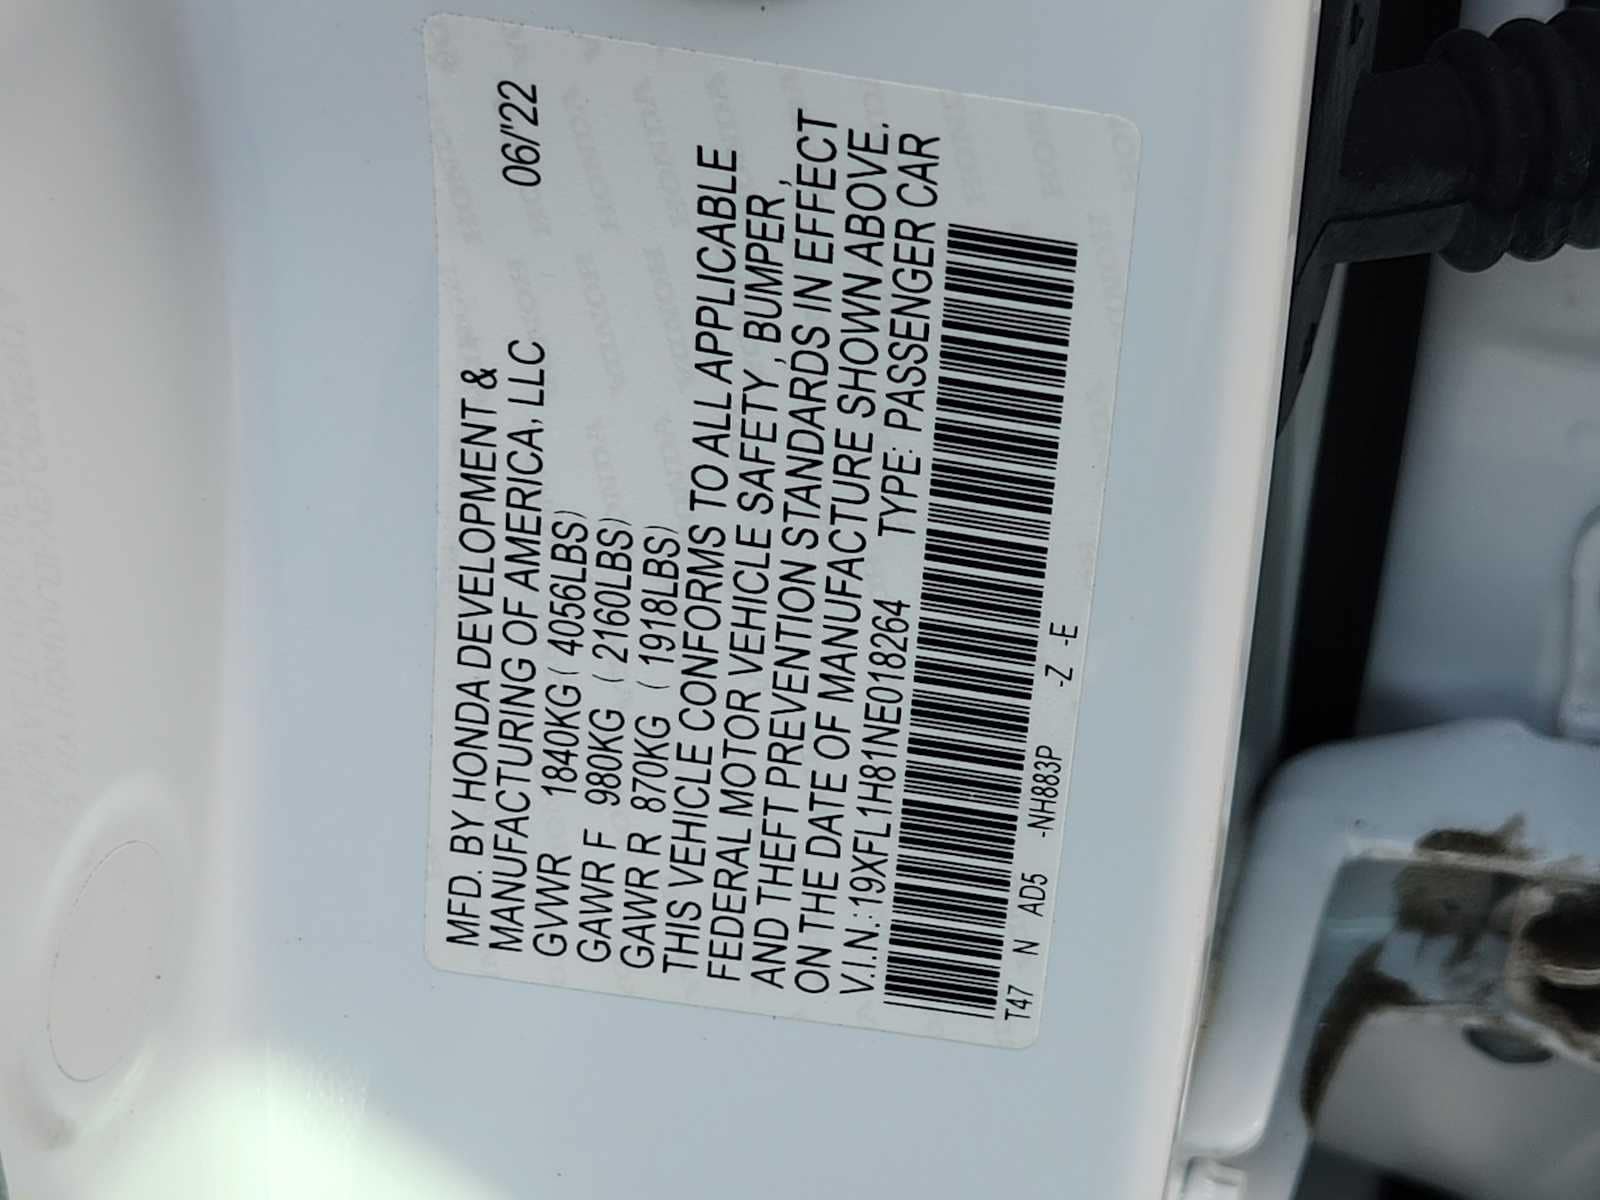 MFD. BY HONDA DEVELOPMENT &
MANUFACTURING OF AMERICA, LLC 06/'22
GVWR 1840KG ( 4056LBS)
GAWR F 980KG ( 2160LBS)
GAWR R 870KG ( 1918LBS)
THIS VEHICLE CONFORMS TO ALL APPLICABLE
FEDERAL MOTOR VEHICLE SAFETY , BUMPER ,
AND THEFT PREVENTION STANDARDS IN EFFECT
ON THE DATE OF MANUFACTURE SHOWN ABOVE.
V.I.N.: 19XFL1H81NE018264 TYPE: PASSENGER CAR
T47 N AD5 -NH883P -Z -E